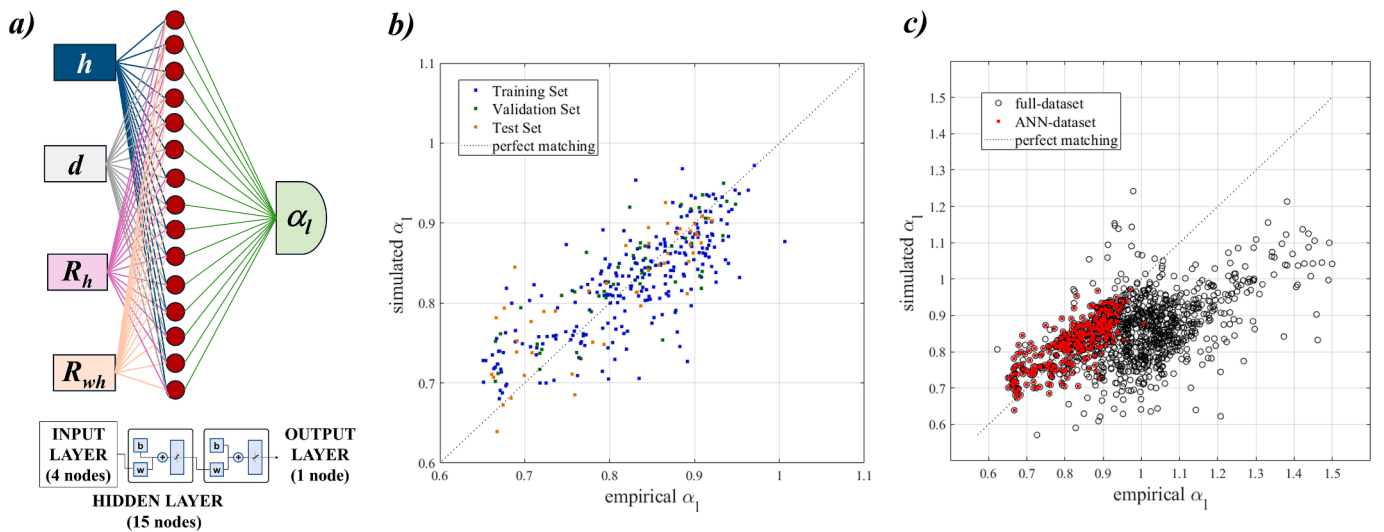 a)
h
d
R_h
R_wh
α_l
INPUT
LAYER
(4 nodes)
b
w
+
b
w
+
OUTPUT
LAYER
(1 node)
HIDDEN LAYER
(15 nodes)
b)
1.1
1
0.9
0.8
0.7
0.6
simulated α_l
Training Set
Validation Set
Test Set
perfect matching
0.6 0.7 0.8 0.9 1 1.1
empirical α_l
c)
1.5
1.4
1.3
1.2
1.1
1.0
0.9
0.8
0.7
0.6
simulated α_l
full-dataset
ANN-dataset
perfect matching
0.6 0.7 0.8 0.9 1.0 1.1 1.2 1.3 1.4 1.5
empirical α_l